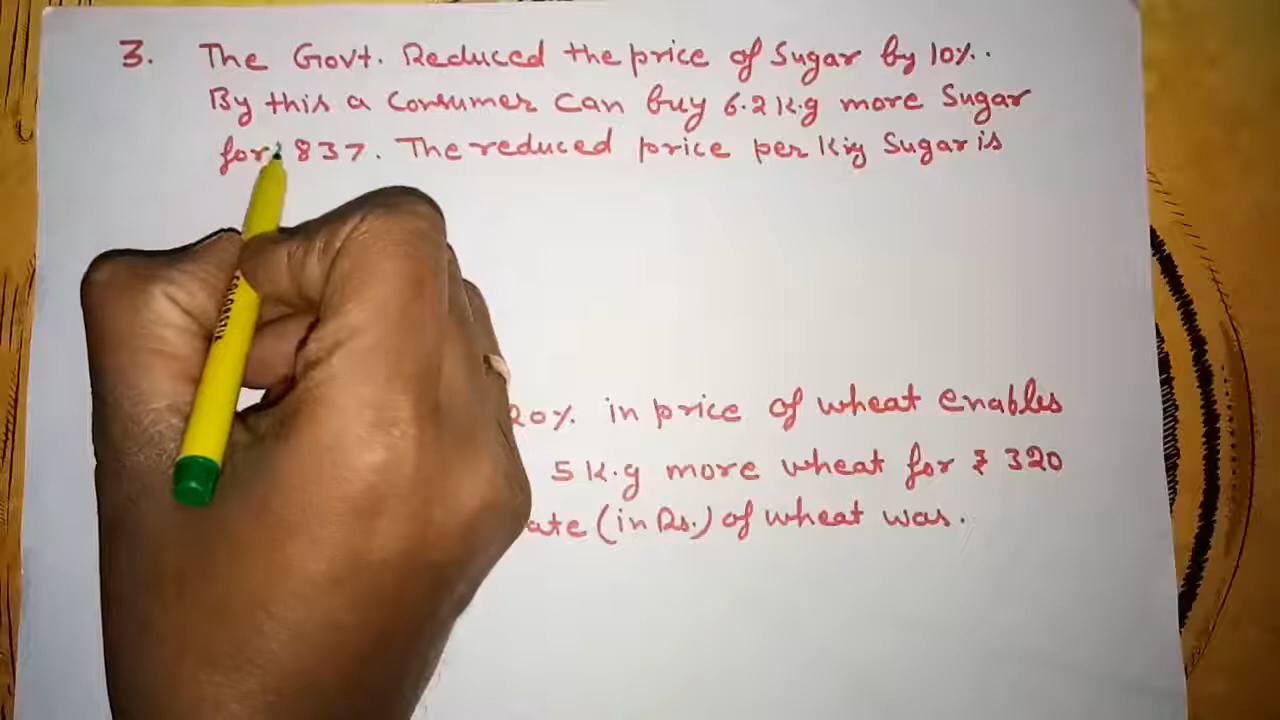 3. The Govt. Reduced the price of Sugar by 10%.
By this a Consumer Can buy 6.2 K.g more Sugar
for 837. The reduced price per Kig Sugar is
20% in price of wheat enables
5 K.g more wheat for ₹ 320
ate (in Rs.) of wheat was.